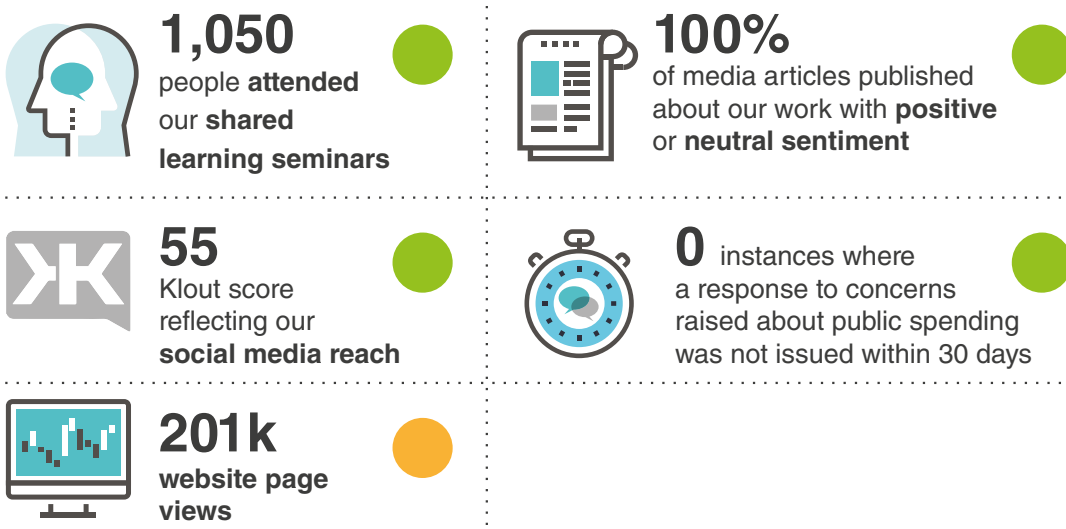 1,050
people attended
our shared
learning seminars
100%
of media articles published
about our work with positive
or neutral sentiment
55
Klout score
reflecting our
social media reach
0 instances where
a response to concerns
raised about public spending
was not issued within 30 days
201k
website page
views